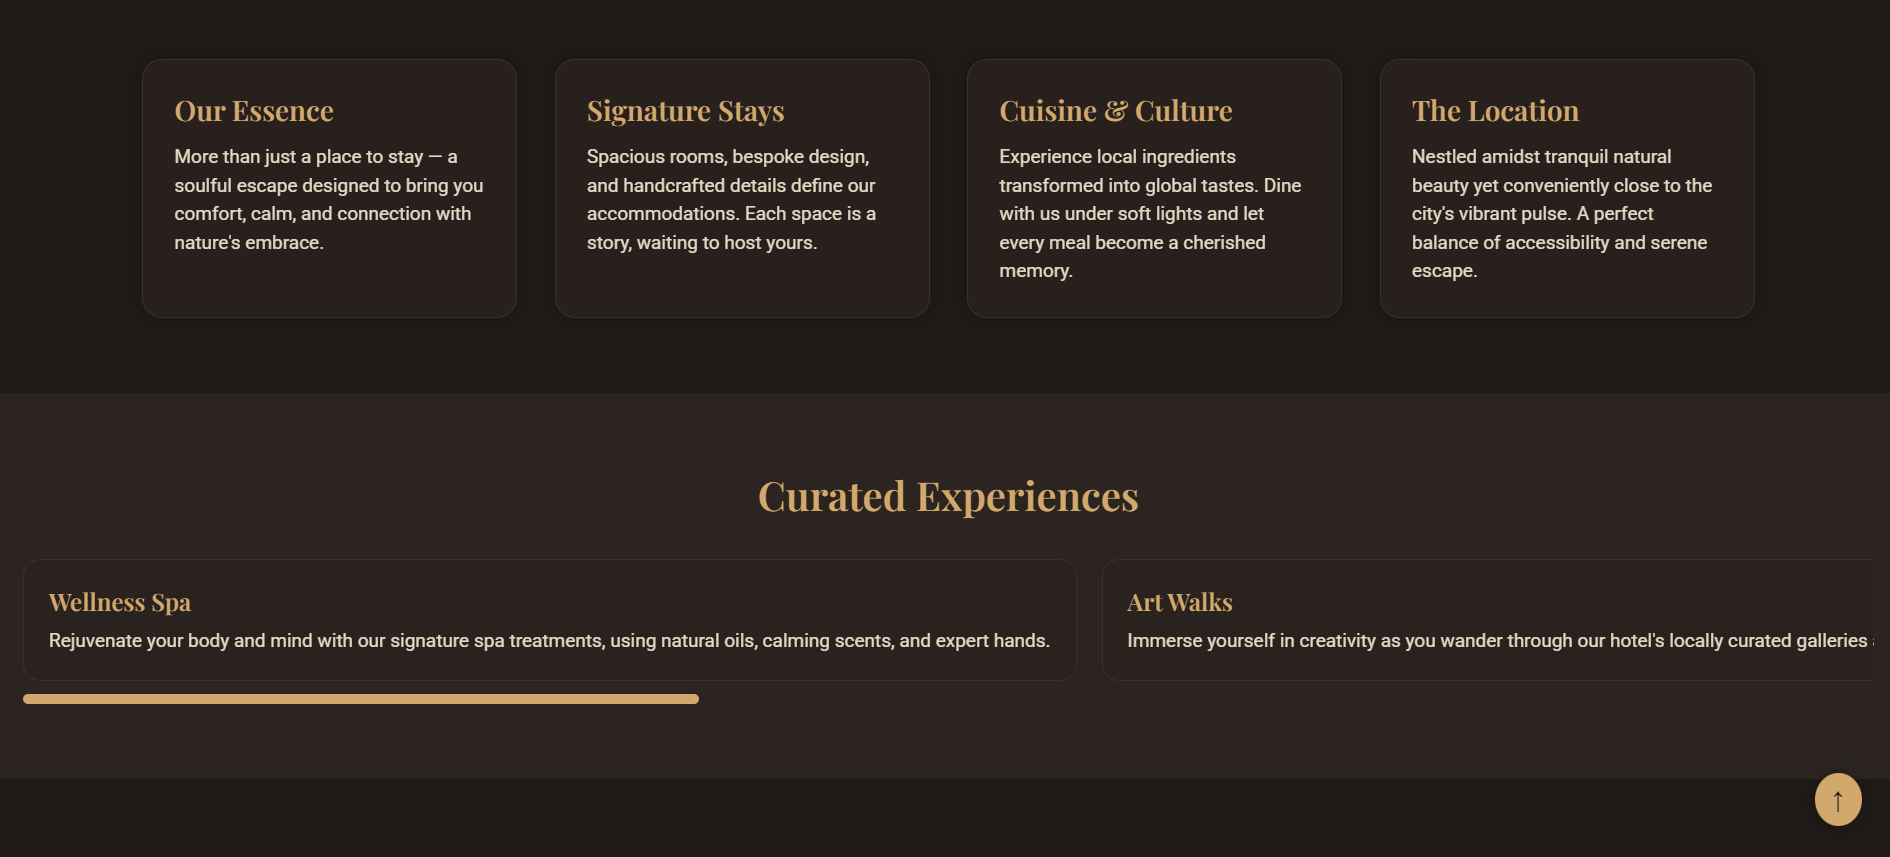 Our Essence
More than just a place to stay — a
soulful escape designed to bring you
comfort, calm, and connection with
nature's embrace.
Signature Stays
Spacious rooms, bespoke design,
and handcrafted details define our
accommodations. Each space is a
story, waiting to host yours.
Cuisine & Culture
Experience local ingredients
transformed into global tastes. Dine
with us under soft lights and let
every meal become a cherished
memory.
The Location
Nestled amidst tranquil natural
beauty yet conveniently close to the
city's vibrant pulse. A perfect
balance of accessibility and serene
escape.
Curated Experiences
Wellness Spa
Rejuvenate your body and mind with our signature spa treatments, using natural oils, calming scents, and expert hands.
Art Walks
Immerse yourself in creativity as you wander through our hotel's locally curated galleries
↑